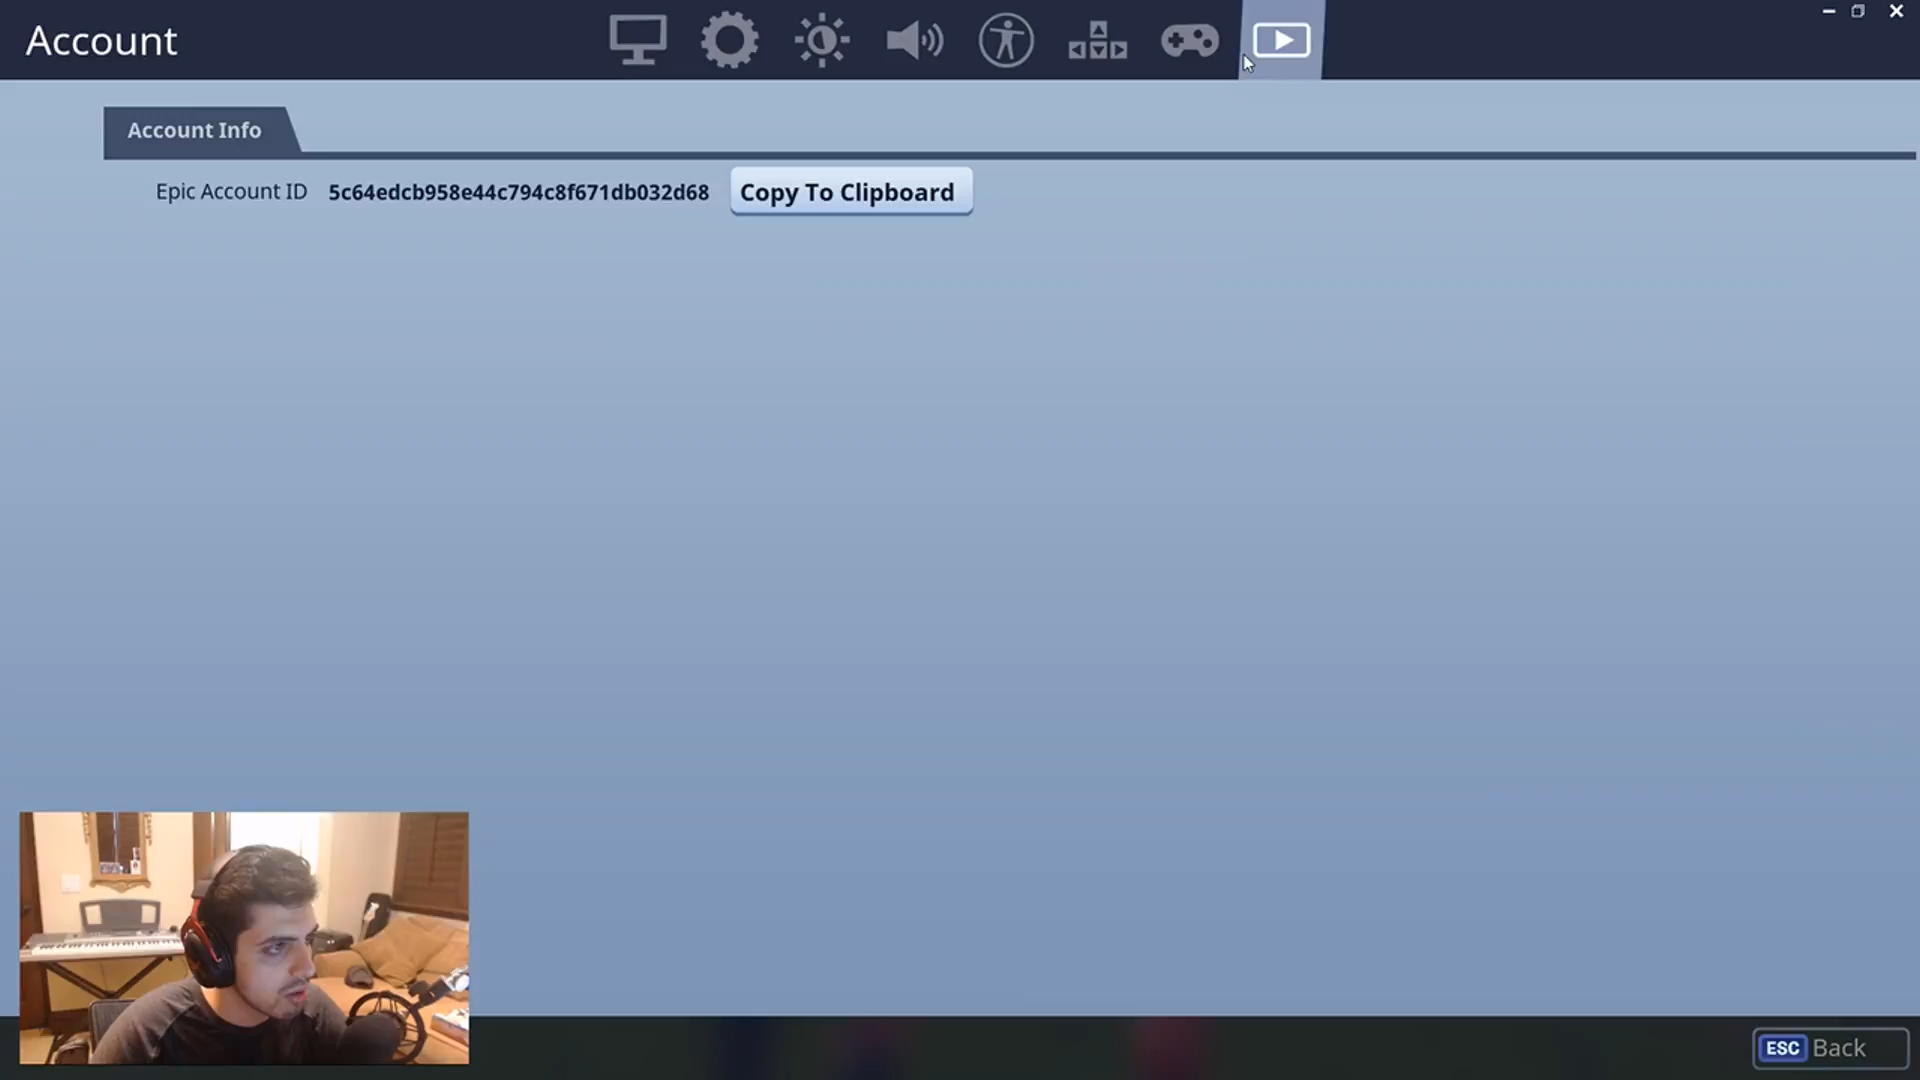 Account
Account Info
Epic Account ID 5c64edcb958e44c794c8f671db032d68 Copy To Clipboard
ESC Back